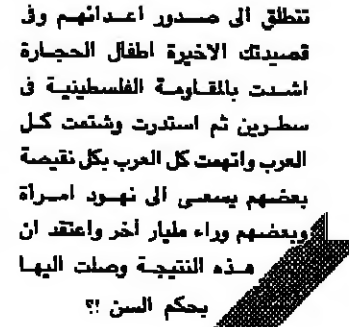 تنطلق الى صدور اعدائهم وفى
قصيدتك الاخيرة اطفال الحجارة
اشدت بالمقاومة الفلسطينية فى
سطرين ثم استدرت وشتمت كل
العرب واتهمت كل العرب بكل نقيصة
بعضهم يسعى الى نهود امرأة
وبعضهم وراء مليار أخر واعتقد ان
هذه النتيجة وصلت اليها
بحكم السن ؟!